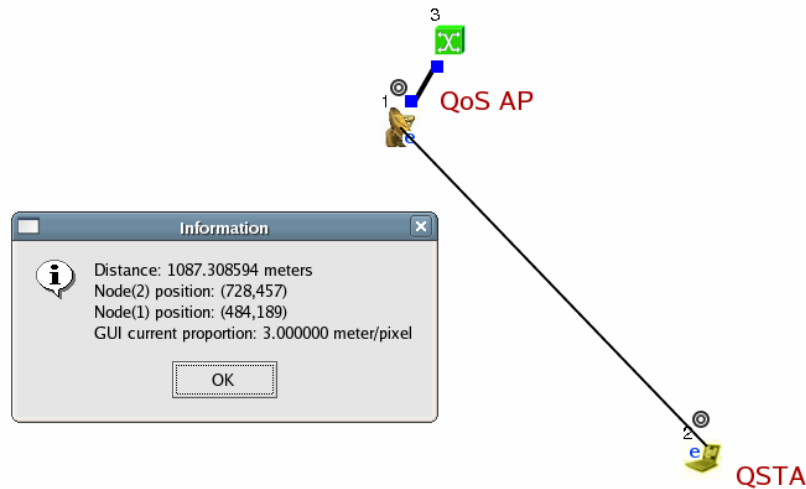 3
QoS AP
1
e
Information
Distance: 1087.308594 meters
Node(2) position: (728,457)
Node(1) position: (484,189)
GUI current proportion: 3.000000 meter/pixel
OK
2
e
QSTA